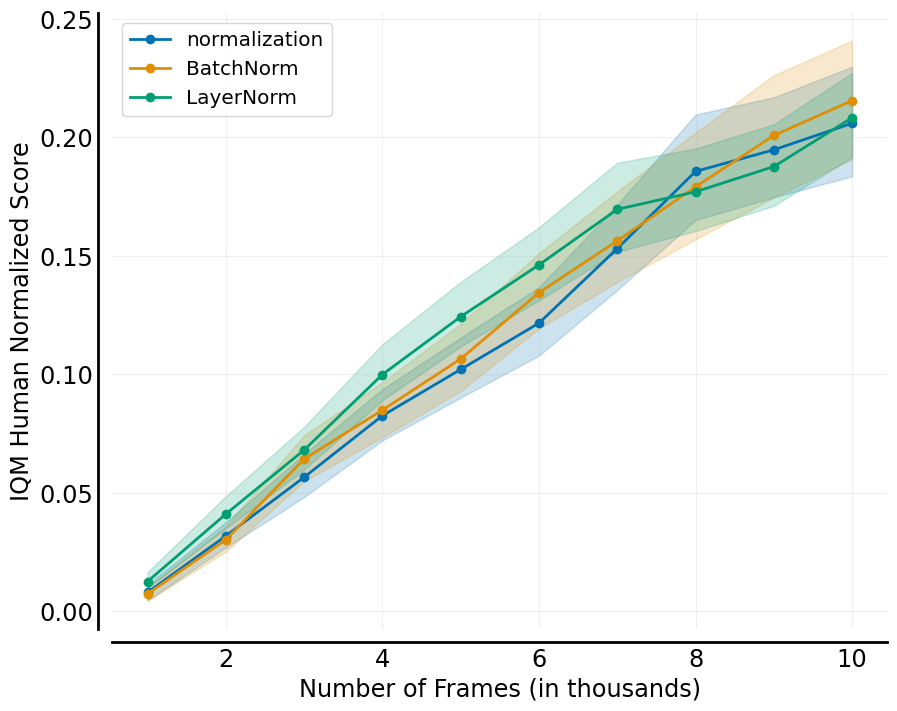 0.25
0.20
0.15
0.10
0.05
0.00
IQM Human Normalized Score
normalization
BatchNorm
LayerNorm
2 4 6 8 10
Number of Frames (in thousands)